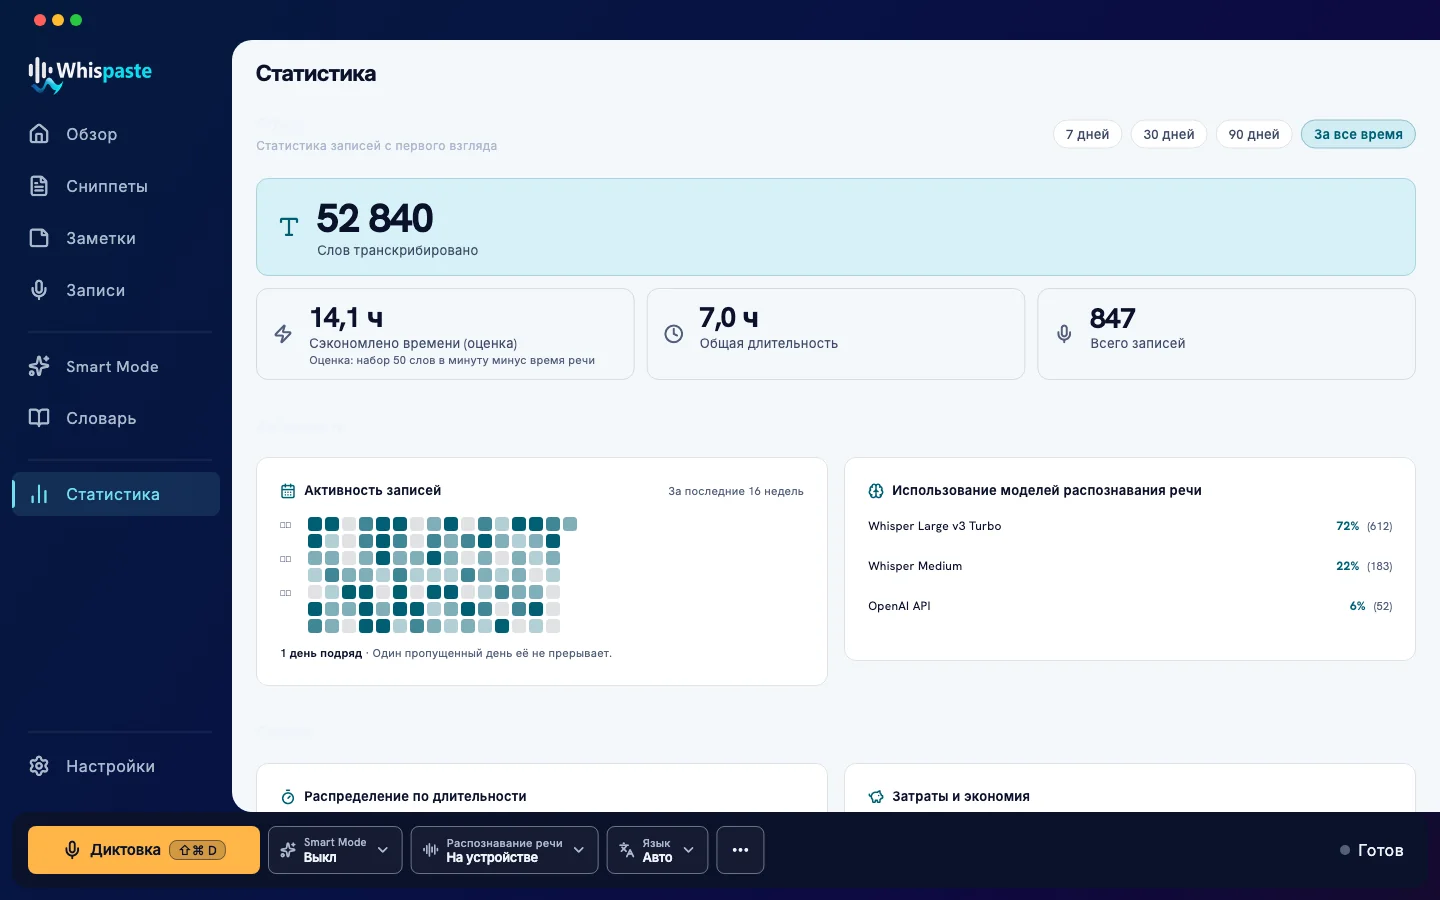 Whispaste
Обзор
Сниппеты
Заметки
Записи
Smart Mode
Словарь
Статистика
Настройки
Статистика
Статистика записей с первого взгляда
7 дней
30 дней
90 дней
За все время
52 840
Слов транскрибировано
14,1 ч
Сэкономлено времени (оценка)
Оценка: набор 50 слов в минуту минус время речи
7,0 ч
Общая длительность
847
Всего записей
Активность записей
За последние 16 недель
1 день подряд · Один пропущенный день её не прерывает.
Использование моделей распознавания речи
Whisper Large v3 Turbo 72% (612)
Whisper Medium 22% (183)
OpenAI API 6% (52)
Распределение по длительности
Затраты и экономия
Диктовка ⇧⌘ D
Smart Mode
Выкл
Распознавание речи
На устройстве
Язык
Авто
Готов